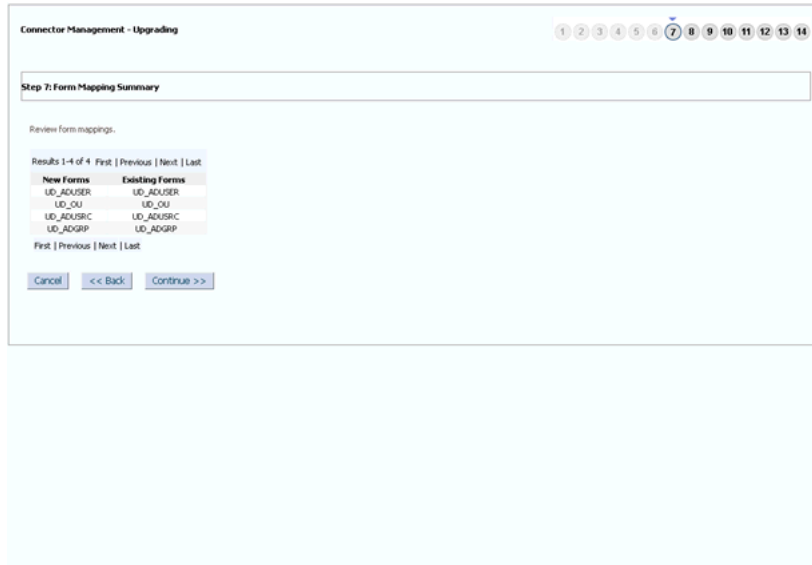 Connector Management - Upgrading
1 2 3 4 5 6 7 8 9 10 11 12 13 14
Step 7: Form Mapping Summary
Review form mappings.
Results 1-4 of 4 First | Previous | Next | Last
New Forms Existing Forms
UD_ADUSER UD_ADUSER
UD_OU UD_OU
UD_ADUSRC UD_ADUSRC
UD_ADGRP UD_ADGRP
First | Previous | Next | Last
Cancel << Back Continue >>